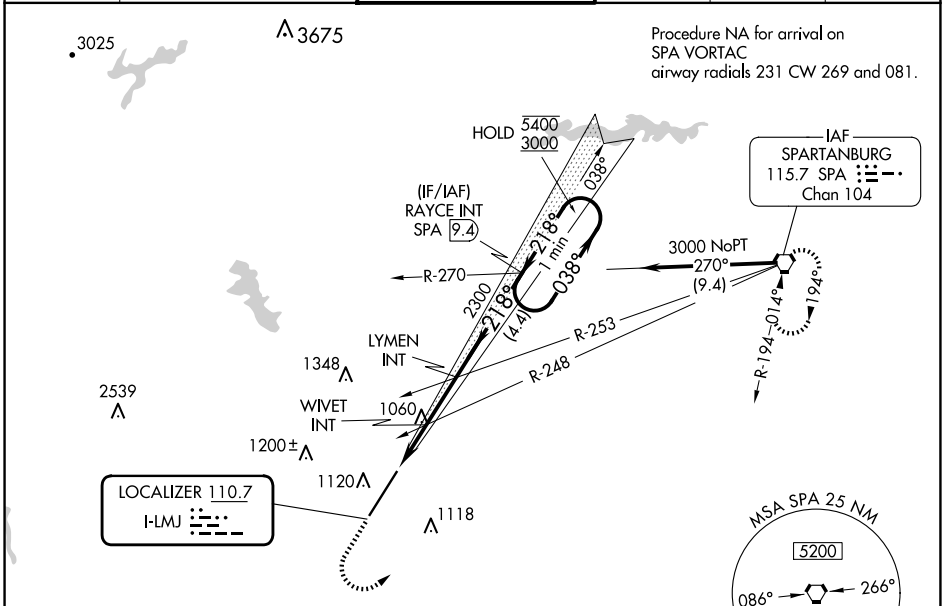 3025
3675
Procedure NA for arrival on
SPA VORTAC
airway radials 231 CW 269 and 081.
HOLD 5400
3000
038°
IAF
SPARTANBURG
115.7 SPA
Chan 104
(IF/IAF)
RAYCE INT
SPA 9.4
218°
1 min
038°
3000 NoPT
270°
(9.4)
R-270
194°
014°
R-194
2300
218°
(4.4)
R-253
R-248
LYMEN
INT
1348
2539
WIVET
INT
1060
1200±
1120
LOCALIZER 110.7
I-LMJ
1118
MSA SPA 25 NM
5200
086°
266°